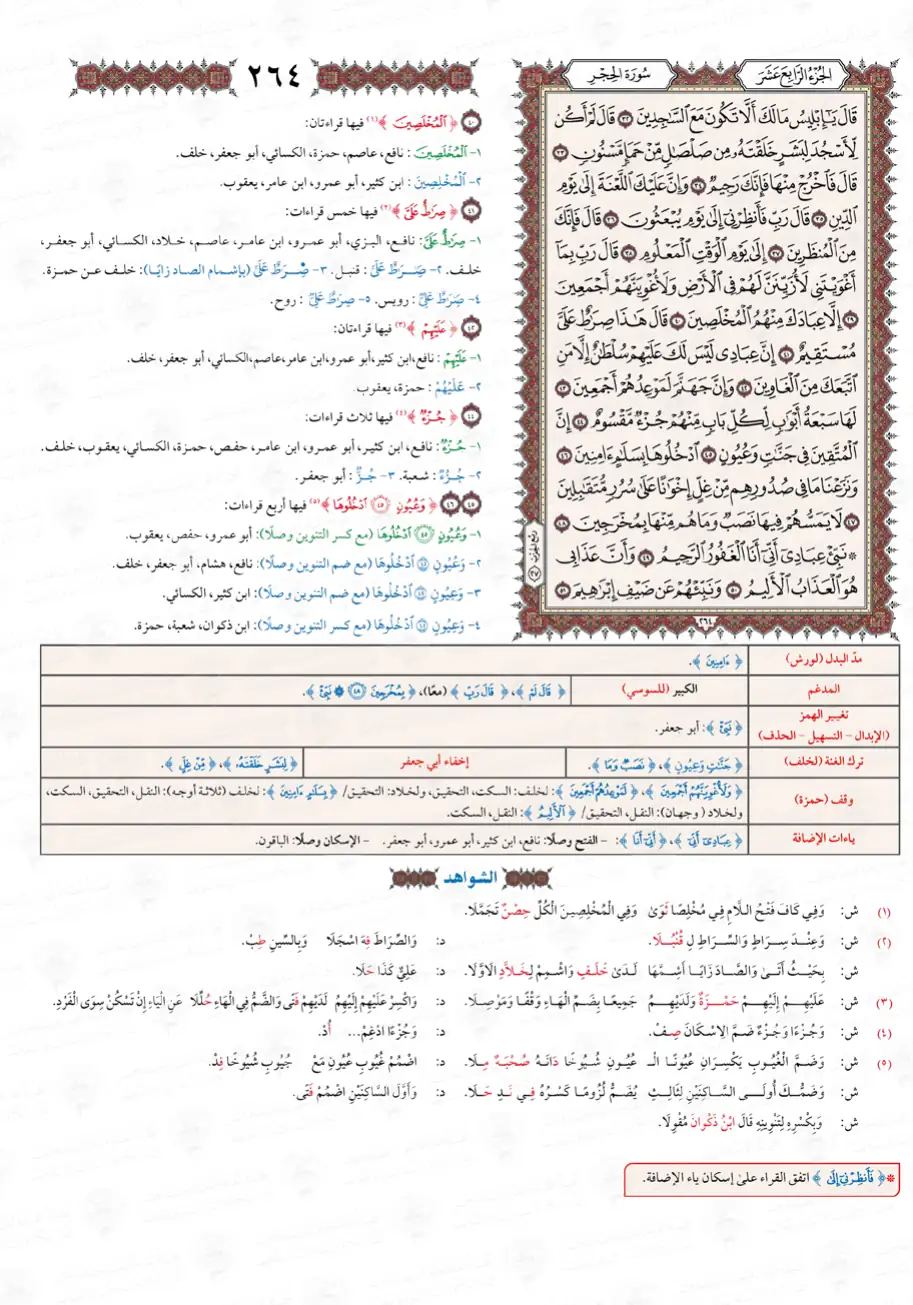 الجزء الرابع عشر
سورة الحجر
قَالَ يَٰٓإِبْلِيسُ مَا لَكَ أَلَّا تَكُونَ مَعَ ٱلسَّٰجِدِينَ ٣٢ قَالَ لَمْ أَكُن
لِّأَسْجُدَ لِبَشَرٍ خَلَقْتَهُۥ مِن صَلْصَٰلٍ مِّنْ حَمَإٍ مَّسْنُونٍ ٣٣
قَالَ فَٱخْرُجْ مِنْهَا فَإِنَّكَ رَجِيمٌ ٣٤ وَإِنَّ عَلَيْكَ ٱللَّعْنَةَ إِلَىٰ يَوْمِ
ٱلدِّينِ ٣٥ قَالَ رَبِّ فَأَنظِرْنِىٓ إِلَىٰ يَوْمِ يُبْعَثُونَ ٣٦ قَالَ فَإِنَّكَ
مِنَ ٱلْمُنظَرِينَ ٣٧ إِلَىٰ يَوْمِ ٱلْوَقْتِ ٱلْمَعْلُومِ ٣٨ قَالَ رَبِّ بِمَآ
أَغْوَيْتَنِى لَأُزَيِّنَنَّ لَهُمْ فِى ٱلْأَرْضِ وَلَأُغْوِيَنَّهُمْ أَجْمَعِينَ
٣٩ إِلَّا عِبَادَكَ مِنْهُمُ ٱلْمُخْلَصِينَ ٤٠ قَالَ هَٰذَا صِرَٰطٌ عَلَىَّ
مُسْتَقِيمٌ ٤١ إِنَّ عِبَادِى لَيْسَ لَكَ عَلَيْهِمْ سُلْطَٰنٌ إِلَّا مَنِ
ٱتَّبَعَكَ مِنَ ٱلْغَاوِينَ ٤٢ وَإِنَّ جَهَنَّمَ لَمَوْعِدُهُمْ أَجْمَعِينَ ٤٣
لَهَا سَبْعَةُ أَبْوَٰبٍ لِّكُلِّ بَابٍ مِّنْهُمْ جُزْءٌ مَّقْسُومٌ ٤٤ إِنَّ
ٱلْمُتَّقِينَ فِى جَنَّٰتٍ وَعُيُونٍ ٤٥ ٱدْخُلُوهَا بِسَلَٰمٍ ءَامِنِينَ ٤٦
وَنَزَعْنَا مَا فِى صُدُورِهِم مِّنْ غِلٍّ إِخْوَٰنًا عَلَىٰ سُرُرٍ مُّتَقَٰبِلِينَ
٤٧ لَا يَمَسُّهُمْ فِيهَا نَصَبٌ وَمَا هُم مِّنْهَا بِمُخْرَجِينَ ٤٨
۞ نَبِّئْ عِبَادِىٓ أَنِّىٓ أَنَا ٱلْغَفُورُ ٱلرَّحِيمُ ٤٩ وَأَنَّ عَذَابِى
هُوَ ٱلْعَذَابُ ٱلْأَلِيمُ ٥٠ وَنَبِّئْهُمْ عَن ضَيْفِ إِبْرَٰهِيمَ ٥١
٢٦٤
٢٦٤
٤٠ ﴿ ٱلْمُخْلَصِينَ ﴾(١) فيها قراءتان:
١- ٱلْمُخْلَصِينَ: نافع، عاصم، حمزة، الكسائي، أبو جعفر، خلف.
٢- ٱلْمُخْلِصِينَ: ابن كثير، أبو عمرو، ابن عامر، يعقوب.
٤١ ﴿ صِرَٰطٌ عَلَىَّ ﴾(٢) فيها خمس قراءات:
١- صِرَٰطٌ عَلَىَّ: نافع، البزي، أبو عمرو، ابن عامر، عاصم، خلاد، الكسائي، أبو جعفر،
خلف. ٢- سِرَٰطٌ عَلَىَّ: قنبل. ٣- صِرَٰطٌ عَلَىَّ (بإشمام الصاد زايًا): خلف عن حمزة.
٤- سِرَٰطٌ عَلِىٌّ: رويس. ٥- صِرَٰطٌ عَلِىٌّ: روح.
٤٢ ﴿ عَلَيْهِمْ ﴾(٣) فيها قراءتان:
١- عَلَيْهِمْ: نافع، ابن كثير، أبو عمرو، ابن عامر، عاصم، الكسائي، أبو جعفر، خلف.
٢- عَلَيْهُمْ: حمزة، يعقوب.
٤٤ ﴿ جُزْءٌ ﴾(٤) فيها ثلاث قراءات:
١- جُزْءٌ: نافع، ابن كثير، أبو عمرو، ابن عامر، حفص، حمزة، الكسائي، يعقوب، خلف.
٢- جُزُءٌ: شعبة. ٣- جُزٌّ: أبو جعفر.
٤٥ ٤٦ ﴿ وَعُيُونٍ ٤٥ ٱدْخُلُوهَا ﴾(٥) فيها أربع قراءات:
١- وَعُيُونٍ ٤٥ ٱدْخُلُوهَا (مع كسر التنوين وصلًا): أبو عمرو، حفص، يعقوب.
٢- وَعُيُونٍ ٤٥ ٱدْخُلُوهَا (مع ضم التنوين وصلًا): نافع، هشام، أبو جعفر، خلف.
٣- وَعِيُونٍ ٤٥ ٱدْخُلُوهَا (مع ضم التنوين وصلًا): ابن كثير، الكسائي.
٤- وَعِيُونٍ ٤٥ ٱدْخُلُوهَا (مع كسر التنوين وصلًا): ابن ذكوان، شعبة، حمزة.
مدّ البدل (لورش) ﴿ ءَامِنِينَ ﴾.
المدغم الكبير (للسوسي) ﴿ قَالَ لَمْ ﴾، ﴿ قَالَ رَبِّ ﴾ (معًا)، ﴿ بِمُخْرَجِينَ ٤٨ ۞ نَبِّئْ ﴾.
تغيير الهمز
(الإبدال - التسهيل - الحذف) ﴿ نَبِّئْ ﴾: أبو جعفر.
ترك الغنة (لخلف) ﴿ جَنَّٰتٍ وَعُيُونٍ ﴾، ﴿ نَصَبٌ وَمَا ﴾. إخفاء أبي جعفر ﴿ لِبَشَرٍ خَلَقْتَهُۥ ﴾، ﴿ مِّنْ غِلٍّ ﴾.
وقف (حمزة) ﴿ وَلَأُغْوِيَنَّهُمْ أَجْمَعِينَ ﴾، ﴿ لَمَوْعِدُهُمْ أَجْمَعِينَ ﴾: لخلف: السكت، التحقيق، ولخلاد: التحقيق/ ﴿ بِسَلَٰمٍ ءَامِنِينَ ﴾: لخلف (ثلاثة أوجه): النقل، التحقيق، السكت،
ولخلاد (وجهان): النقل، التحقيق/ ﴿ ٱلْأَلِيمُ ﴾: النقل، السكت.
ياءات الإضافة ﴿ عِبَادِىٓ أَنِّىٓ ﴾، ﴿ أَنِّىٓ أَنَا ﴾: - الفتح وصلًا: نافع، ابن كثير، أبو عمرو، أبو جعفر. - الإسكان وصلًا: الباقون.
الشواهد
(١) ش: وَفِي كَافَ فَتْحُ اللَّامِ فِي مُخْلِصًا ثَوَىٰ وَفِي الْمُخْلِصِينَ الْكُلِّ حِصْنٌ تَجَمَّلَا.
(٢) ش: وَعِنْدَ سِرَاطِ وَالسِّرَاطِ لِ قُنْبُلَا. د: وَالصِّرَاطَ فِهَ اسْجَلَا وَبِالسِّينِ طِبْ.
ش: بِحَيْثُ أَتَىٰ وَالصَّادَ زَايًا أَشِمَّهَا لَدَىٰ خَلَفٍ وَاشْمِمْ لِخَلَّادِ الَاوَّلَا. د: عَلِيٌّ كَذَا حَلَا.
(٣) ش: عَلَيْهِمْ إِلَيْهِمْ حَمْزَةٌ وَلَدَيْهِمُ جَمِيعًا بِضَمِّ الْهَاءِ وَقْفًا وَمَوْصِلَا. د: وَاكْسِرْ عَلَيْهِمْ إِلَيْهِمُ لَدَيْهِمْ فَتًى وَالضَّمُّ فِي الْهَاءِ حُلِّلَا عَنِ الْيَاءِ إِنْ تَسْكُنْ سِوَى الْفَرْدِ.
(٤) ش: وَجُزْءًا وَجُزْءٌ ضَمَّ الِاسْكَانَ صِفْ. د: وَجُزْءًا ادْغِمْ... أُدْ.
(٥) ش: وَضَمَّ الْغُيُوبِ يَكْسِرَانِ عُيُونًا الْـ عُيُونِ شُيُوخًا دَانَهُ صُحْبَةٌ مِلَا. د: اضْمُمْ غُيُوبِ عُيُونِ مَعْ جُيُوبِ شُيُوخًا فِدْ.
ش: وَضَمُّكَ أُولَى السَّاكِنَيْنِ لِثَالِثٍ يُضَمُّ لُزُومًا كَسْرُهُ فِي نَدٍ حَلَا. د: وَأَوَّلَ السَّاكِنَيْنِ اضْمُمْ فَتًى.
ش: وَبِكَسْرِهِ لِتَنْوِينِهِ قَالَ ابْنُ ذَكْوَانَ مُقْوِلَا.
* ﴿ فَأَنظِرْنِىٓ إِلَىٰ ﴾ اتفق القراء علىٰ إسكان ياء الإضافة.